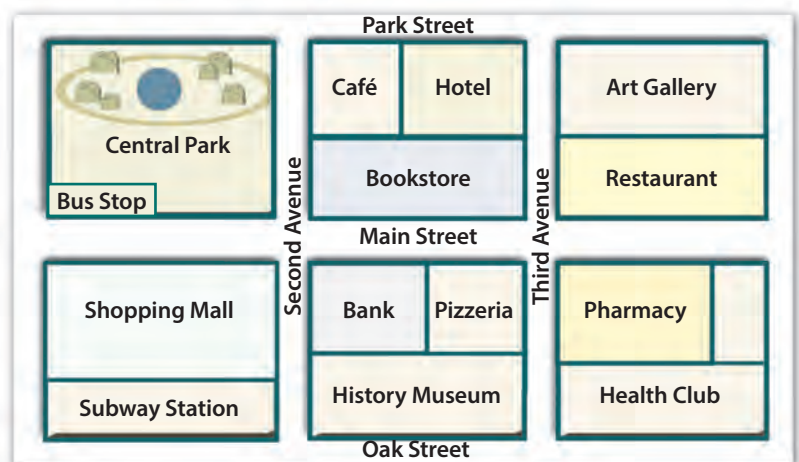 Park Street
Café
Hotel
Art Gallery
Central Park
Bookstore
Restaurant
Bus Stop
Second Avenue
Main Street
Third Avenue
Shopping Mall
Bank
Pizzeria
Pharmacy
Subway Station
History Museum
Health Club
Oak Street